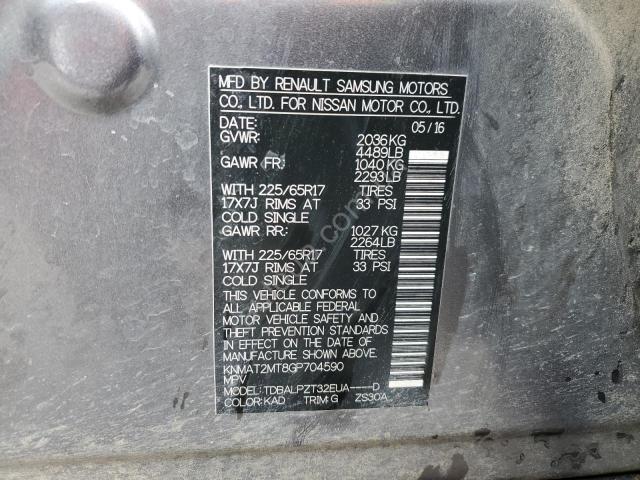 MFD BY RENAULT SAMSUNG MOTORS
CO., LTD. FOR NISSAN MOTOR CO., LTD.
DATE: 05/16
GVWR: 2036KG
4489LB
GAWR FR: 1040KG
2293LB
WITH 225/65R17 TIRES
17X7J RIMS AT 33 PSI
COLD SINGLE
GAWR RR: 1027 KG
2264LB
WITH 225/65R17 TIRES
17X7J RIMS AT 33 PSI
COLD SINGLE
THIS VEHICLE CONFORMS TO
ALL APPLICABLE FEDERAL
MOTOR VEHICLE SAFETY AND
THEFT PREVENTION STANDARDS
IN EFFECT ON THE DATE OF
MANUFACTURE SHOWN ABOVE.
KNMAT2MT8GP704590
MPV
MODEL: TDBALPZT32EUA----D
COLOR: KAD TRIM: G ZS30A